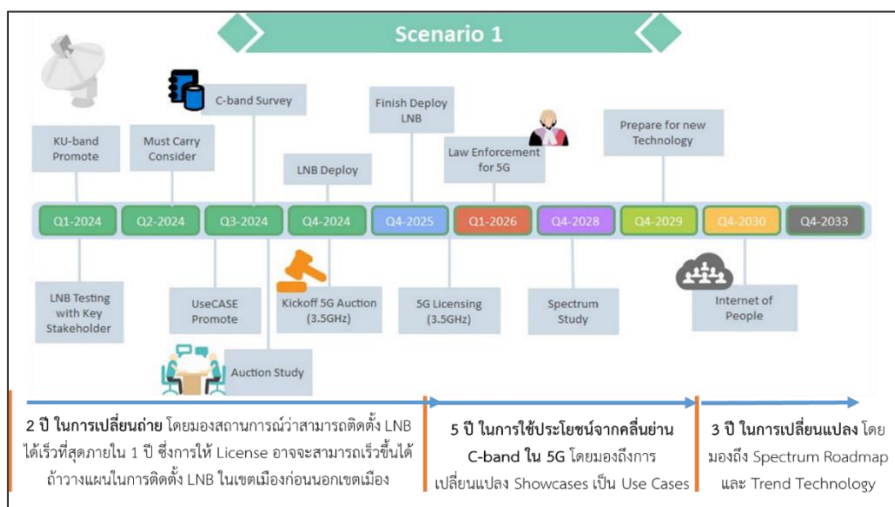 Scenario 1
C-band Survey
Finish Deploy
LNB
KU-band
Promote
Must Carry
Consider
LNB Deploy
Law Enforcement
for 5G
Prepare for new
Technology
Q1-2024
Q2-2024
Q3-2024
Q4-2024
Q4-2025
Q1-2026
Q4-2028
Q4-2029
Q4-2030
Q4-2033
LNB Testing
with Key
Stakeholder
UseCASE
Promote
Kickoff 5G Auction
(3.5GHz)
5G Licensing
(3.5GHz)
Spectrum
Study
Internet of
People
Auction Study
2 ปี ในการเปลี่ยนถ่าย โดยมองสถานการณ์ว่าสามารถติดตั้ง LNB
ได้เร็วที่สุดภายใน 1 ปี ซึ่งการให้ License อาจจะสามารถเร็วขึ้นได้
ถ้าวางแผนในการติดตั้ง LNB ในเขตเมืองก่อนนอกเขตเมือง
5 ปี ในการใช้ประโยชน์จากคลื่นย่าน
C-band ใน 5G โดยมองถึงการ
เปลี่ยนแปลง Showcases เป็น Use Cases
3 ปี ในการเปลี่ยนแปลง โดย
มองถึง Spectrum Roadmap
และ Trend Technology